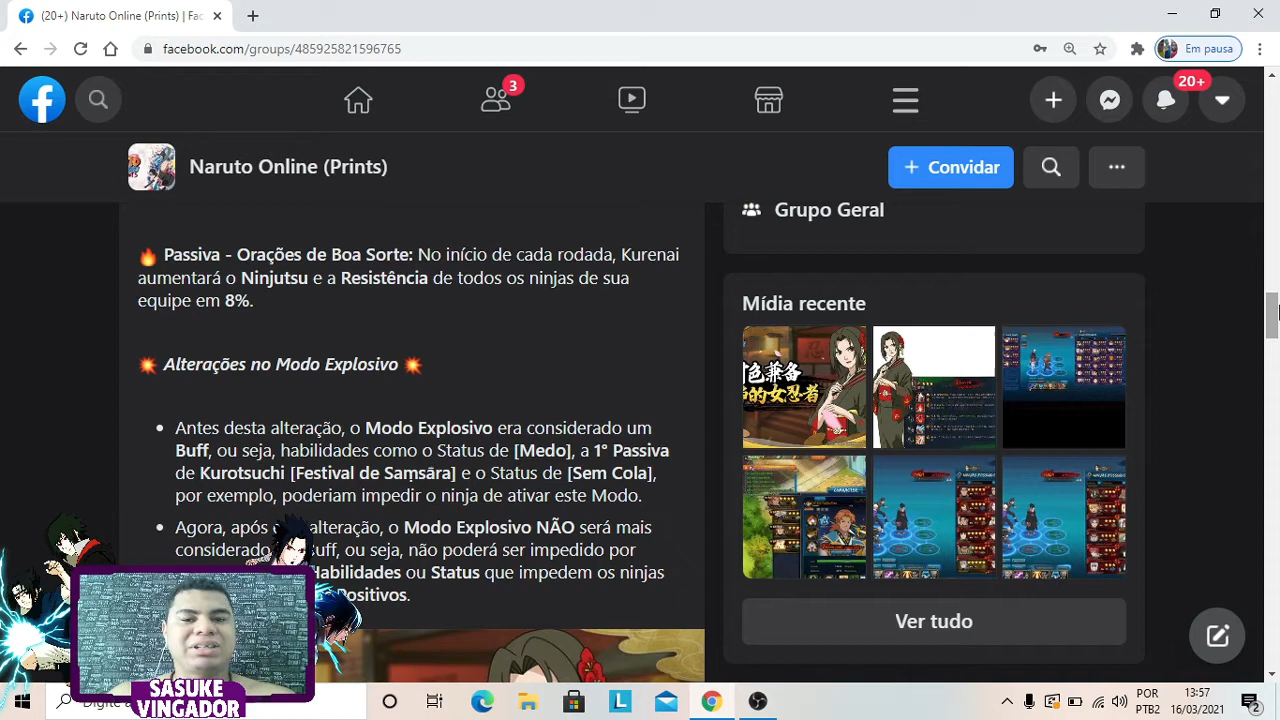 (20+) Naruto Online (Prints) | Fac
facebook.com/groups/485925821596765
Em pausa
3
20+
Naruto Online (Prints)
Convidar
Grupo Geral
Passiva - Orações de Boa Sorte: No início de cada rodada, Kurenai
aumentará o Ninjutsu e a Resistência de todos os ninjas de sua
equipe em 8%.
Alterações no Modo Explosivo
Antes desta alteração, o Modo Explosivo era considerado um
Buff, ou seja, habilidades como o Status de [Medo], a 1° Passiva
de Kurotsuchi [Festival de Samsāra] e o Status de [Sem Cola],
por exemplo, poderiam impedir o ninja de ativar este Modo.
Agora, após alteração, o Modo Explosivo NÃO será mais
considerado Buff, ou seja, não poderá ser impedido por
ou Status que impedem os ninjas
Positivos.
Mídia recente
Ver tudo
SASUKE
VINGADOR
POR
PTB2
13:57
16/03/2021
2